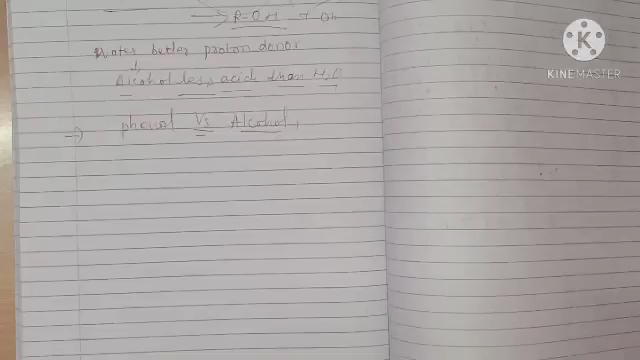 → R-OH + OH
Water better proton donor
↓
Alcohol less acid than H2O
→ phenol Vs Alcohol,
K
KINEMASTER